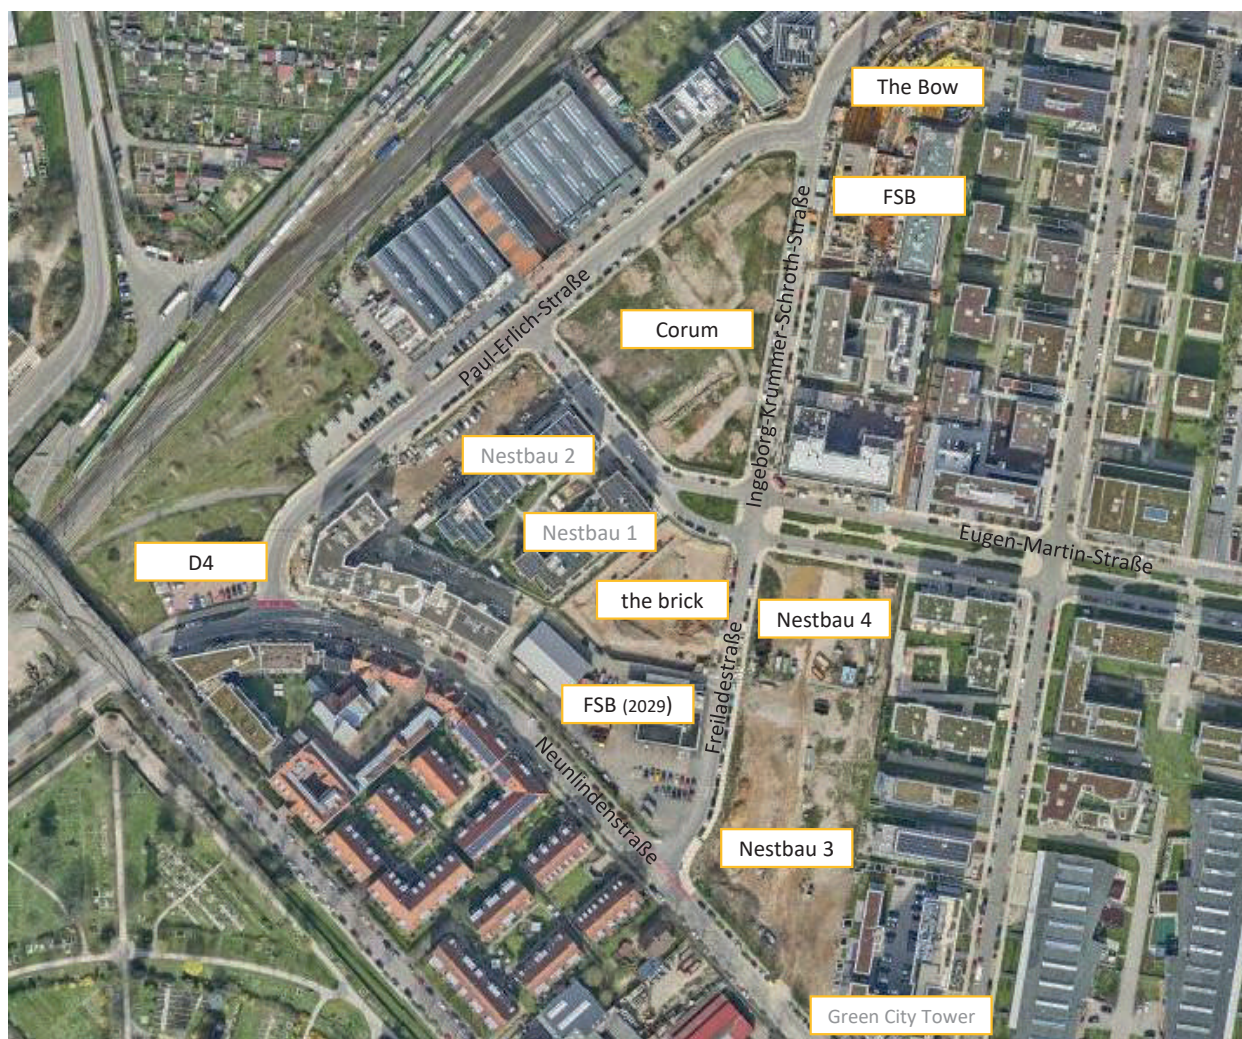 The Bow
FSB
Ingeborg-Krummer-Schroth-Straße
Corum
Paul-Erlich-Straße
Nestbau 2
Nestbau 1
Eugen-Martin-Straße
D4
the brick
Nestbau 4
FSB (2029)
Freiladestraße
Neunlindenstraße
Nestbau 3
Green City Tower